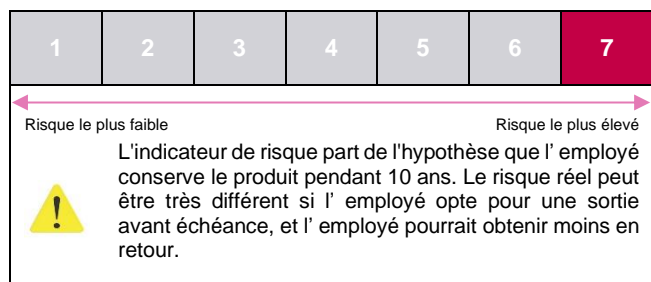 1 2 3 4 5 6 7
Risque le plus faible Risque le plus élevé
L'indicateur de risque part de l'hypothèse que l’ employé
conserve le produit pendant 10 ans. Le risque réel peut
être très différent si l’ employé opte pour une sortie
avant échéance, et l’ employé pourrait obtenir moins en
retour.